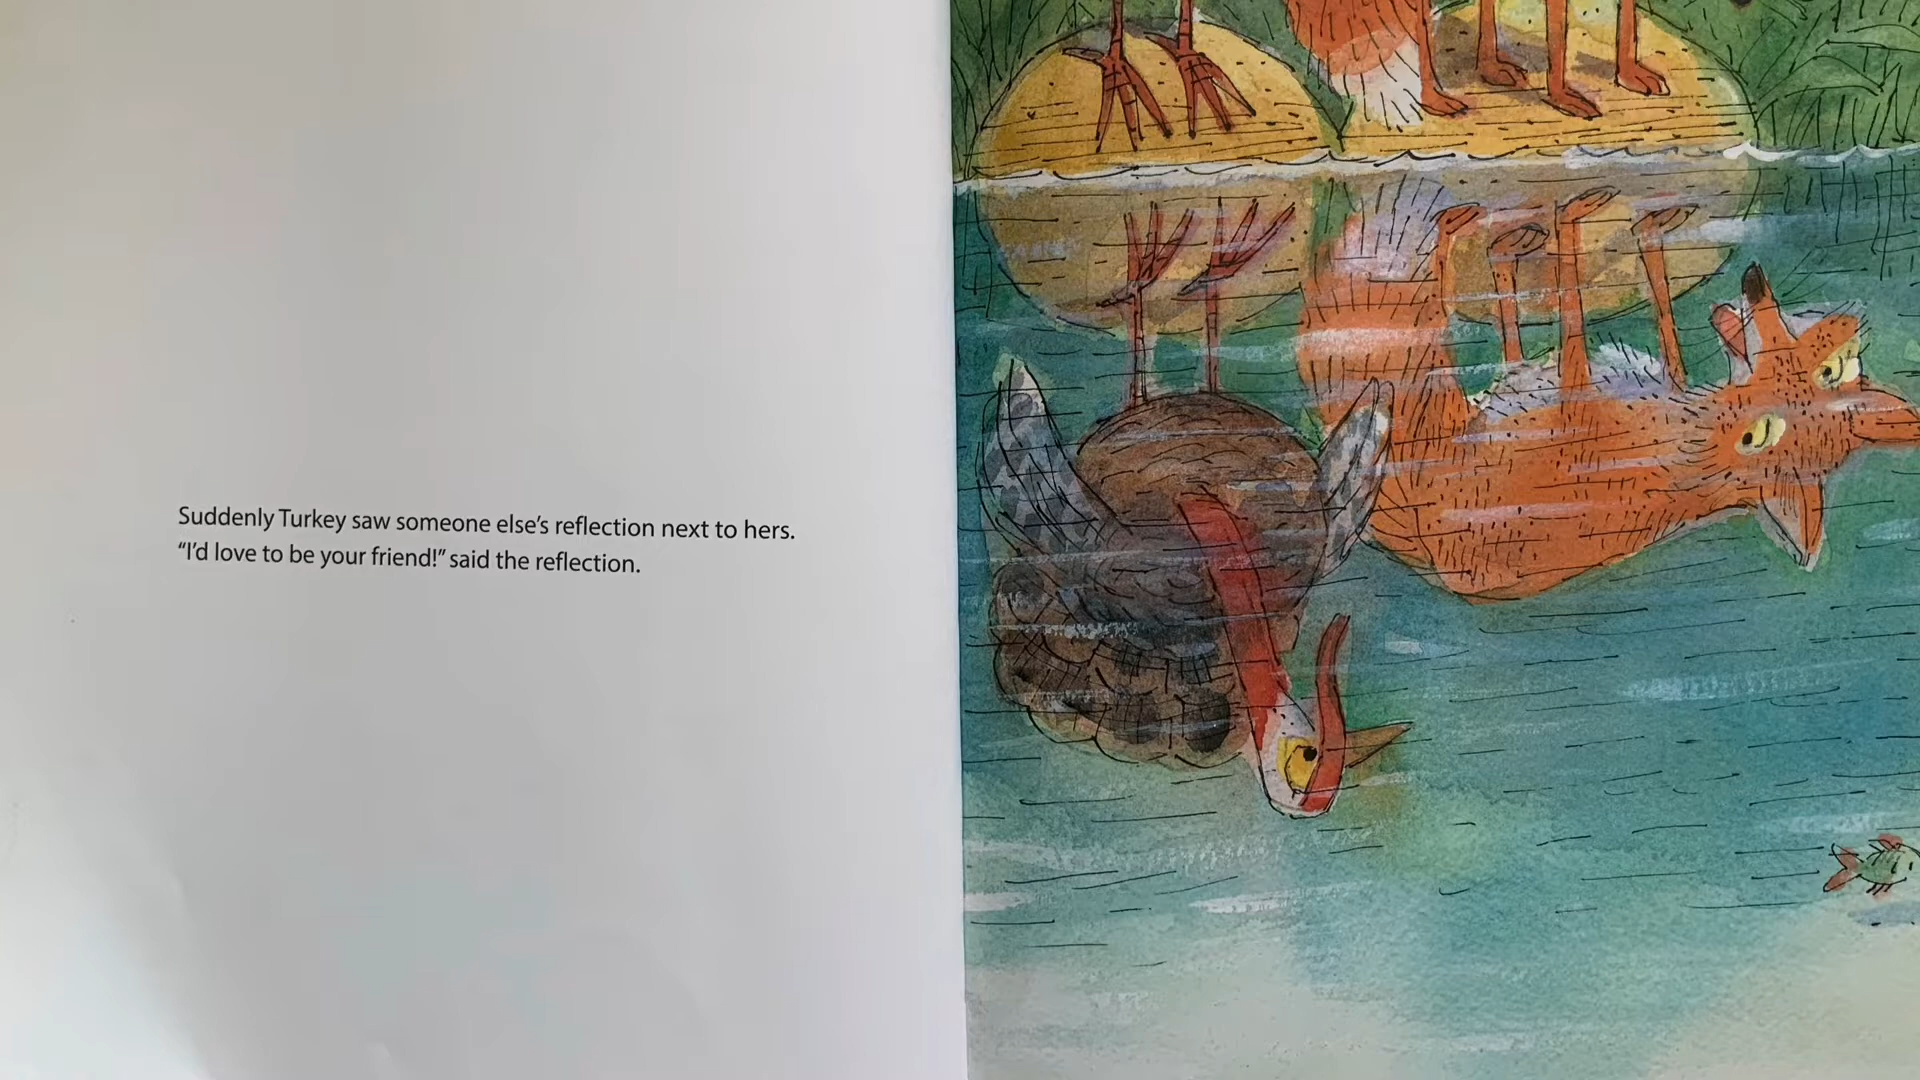 Suddenly Turkey saw someone else’s reflection next to hers.
“I’d love to be your friend!” said the reflection.